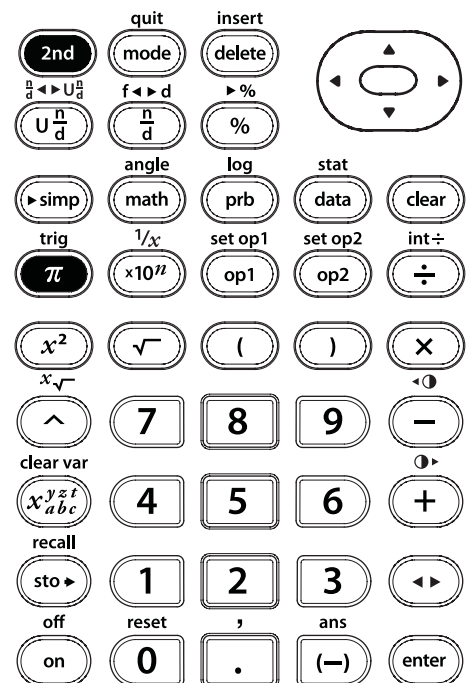 quit insert
2nd mode delete
n/d ◄ ► U n/d f ◄ ► d ► %
U n/d n/d %
angle log stat
► simp math prb data clear
trig 1/x set op1 set op2 int÷
π ×10ⁿ op1 op2 ÷
x² √ ( ) ×
ˣ√ ◄◑
^ 7 8 9 −
clear var ◑►
x y z t a b c 4 5 6 +
recall
sto ► 1 2 3 ◄ ►
off reset , ans
on 0 . (−) enter